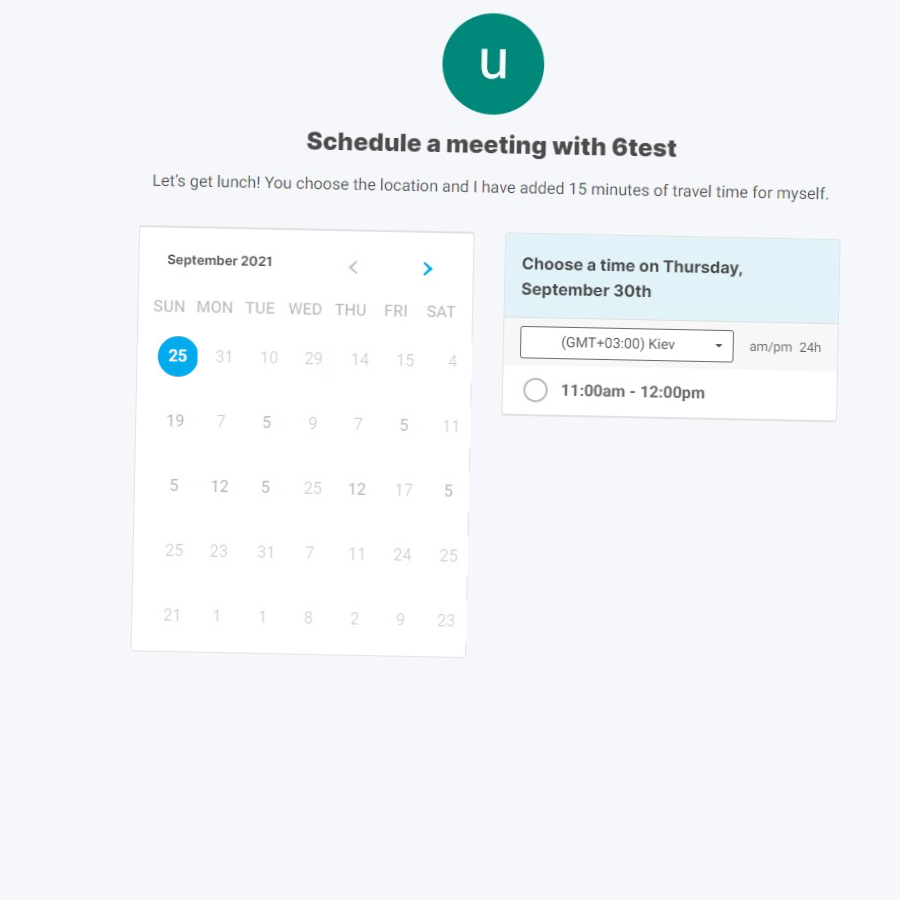 u
Schedule a meeting with 6test
Let's get lunch! You choose the location and I have added 15 minutes of travel time for myself.
September 2021
SUN MON TUE WED THU FRI SAT
25 31 10 29 14 15 4
19 7 5 9 7 5 11
5 12 5 25 12 17 5
25 23 31 7 11 24 25
21 1 1 8 2 9 23
Choose a time on Thursday,
September 30th
(GMT+03:00) Kiev
am/pm 24h
11:00am - 12:00pm